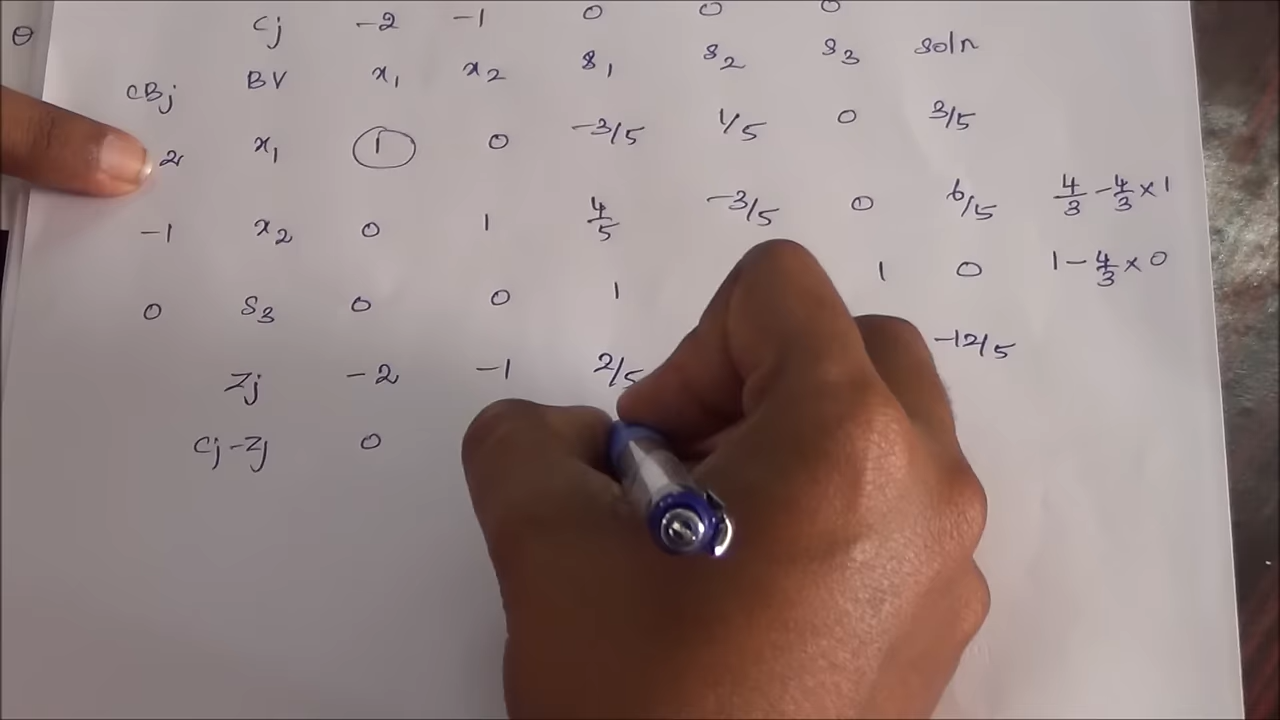 θ
Cj -2 -1 0 0 0
CBj BV x₁ x₂ s₁ s₂ s₃ soln
2 x₁ 1 0 -3/5 1/5 0 3/5
-1 x₂ 0 1 4/5 -3/5 0 6/5 4/3 - 4/3 × 1
0 s₃ 0 0 1 1 0 1 - 4/3 × 0
Zj -2 -1 2/5 -12/5
Cj - Zj 0